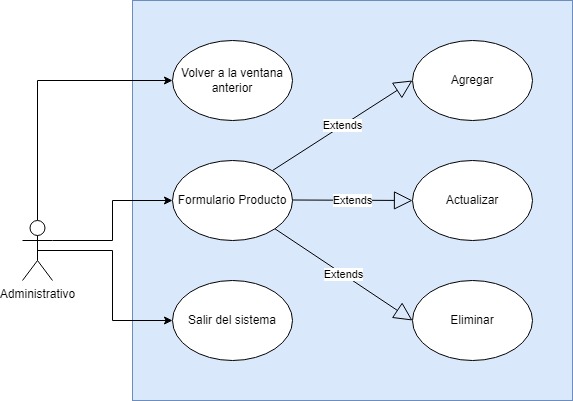 Volver a la ventana
anterior
Agregar
Extends
Formulario Producto
Extends
Actualizar
Extends
Administrativo
Salir del sistema
Eliminar